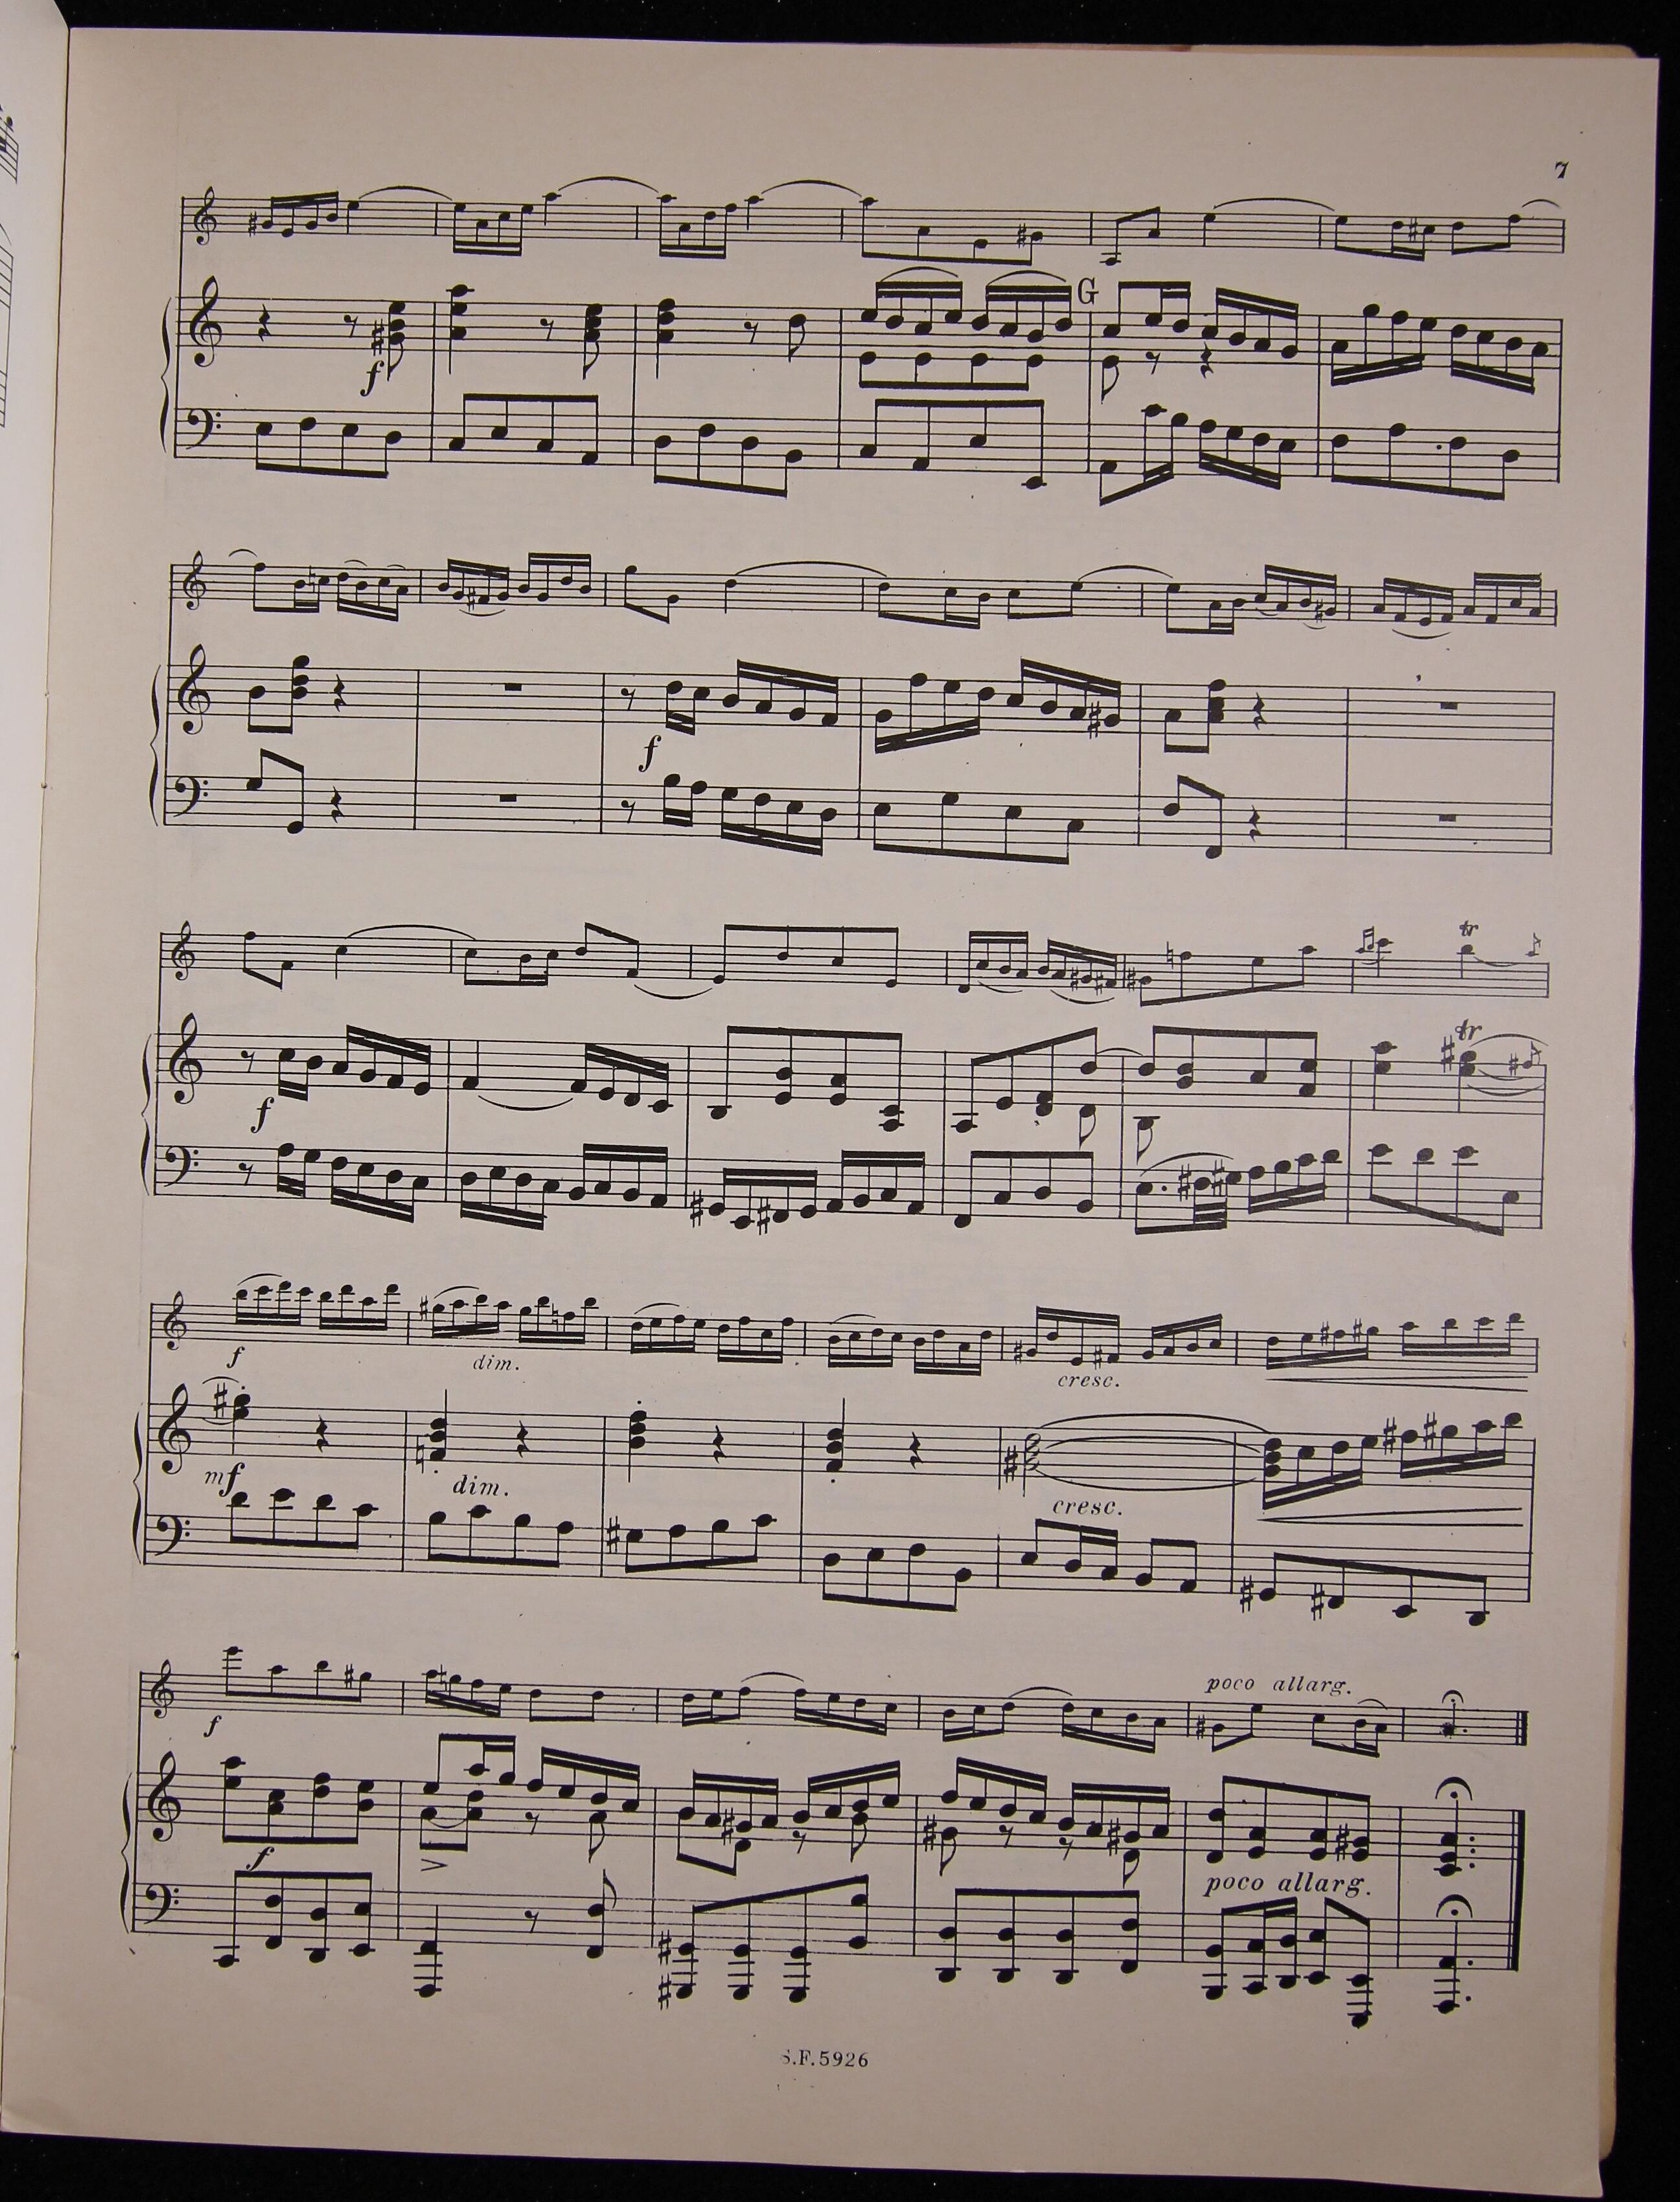 7
f
G
f
f
tr
tr
f
dim.
cresc.
mf
dim.
cresc.
poco allarg.
f
f
poco allarg.
S.F.5926